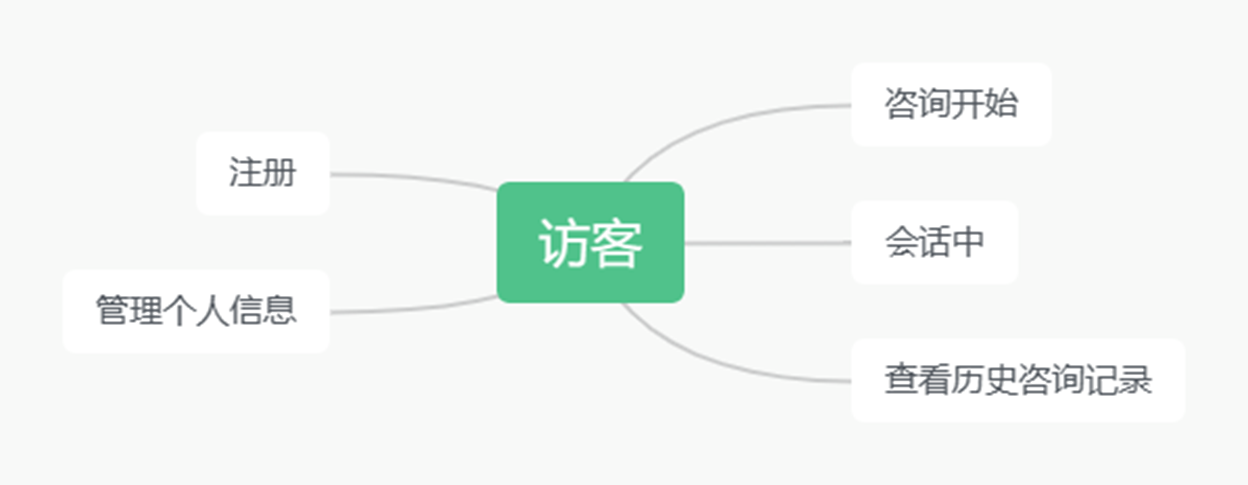 注册
管理个人信息
访客
咨询开始
会话中
查看历史咨询记录